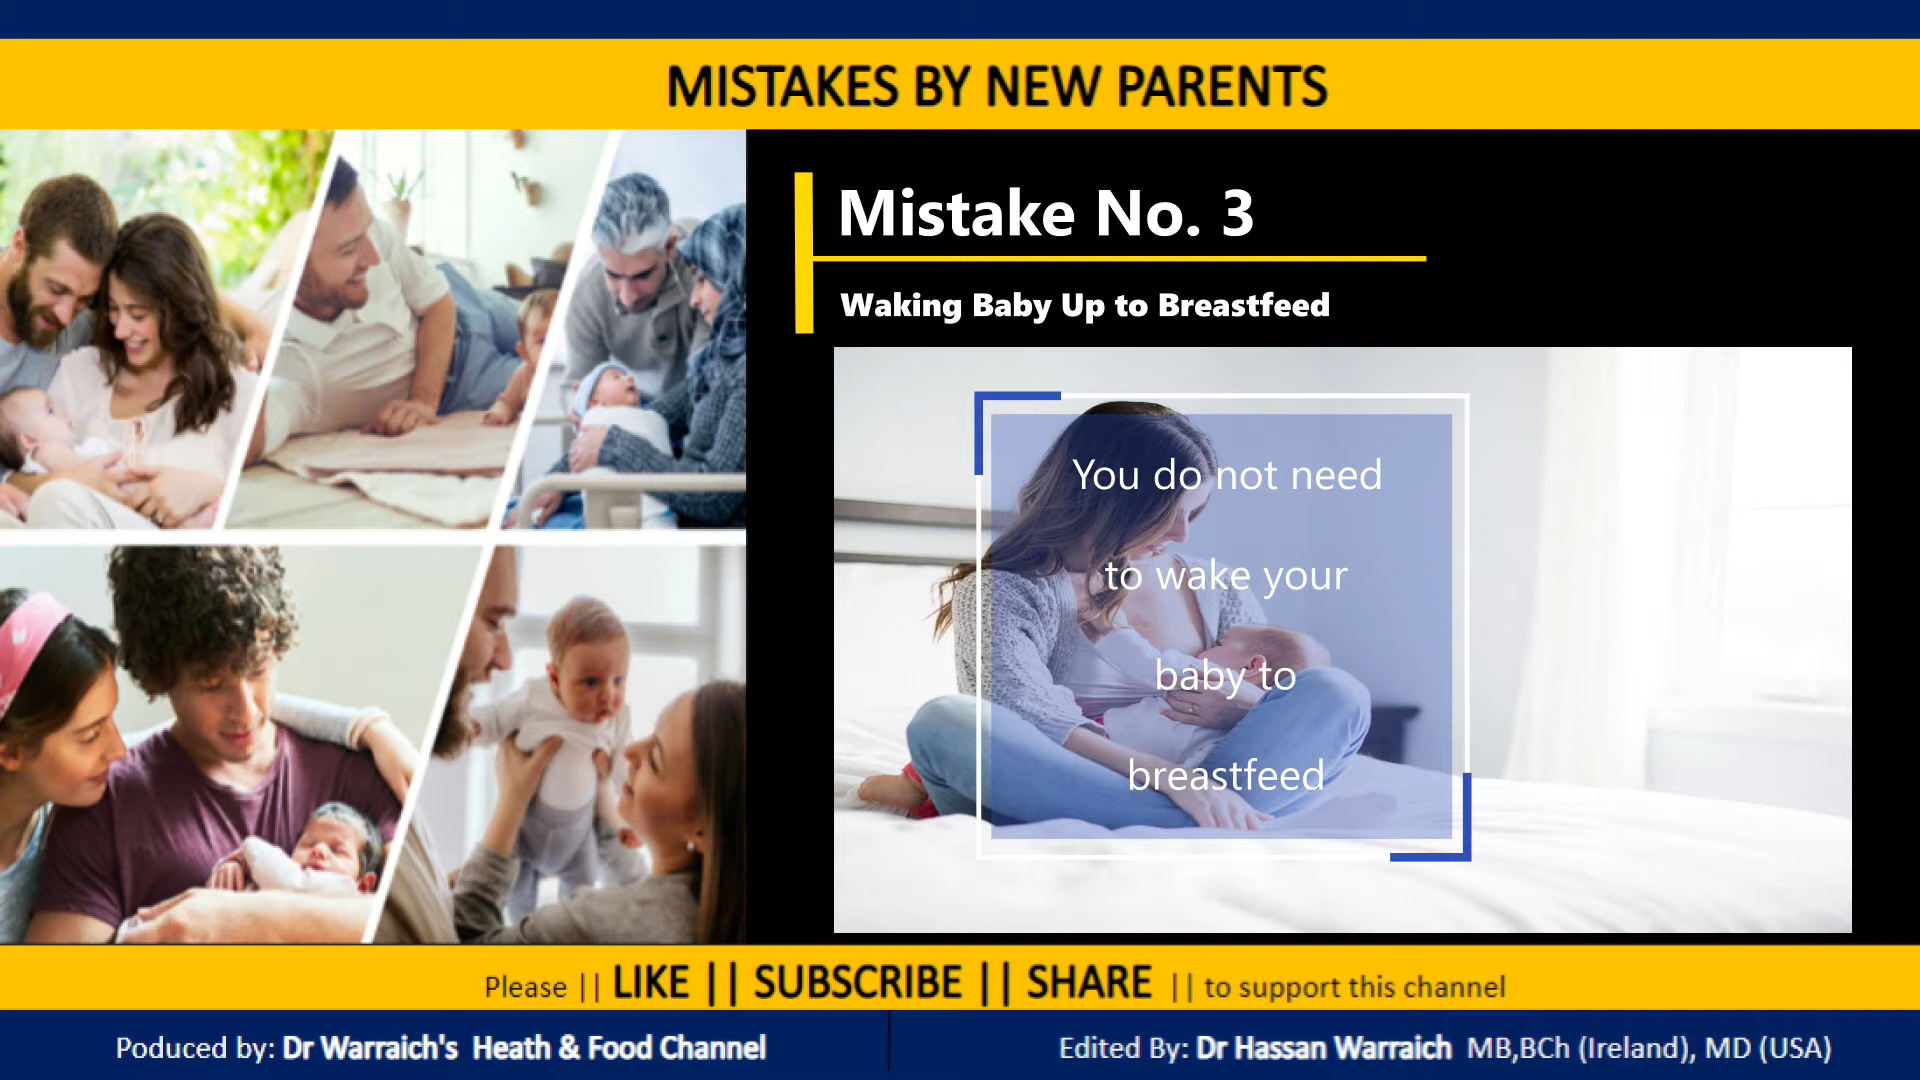 MISTAKES BY NEW PARENTS
Mistake No. 3
Waking Baby Up to Breastfeed
You do not need
to wake your
baby to
breastfeed
Please || LIKE || SUBSCRIBE || SHARE || to support this channel
Poduced by: Dr Warraich's Heath & Food Channel
Edited By: Dr Hassan Warraich MB,BCh (Ireland), MD (USA)